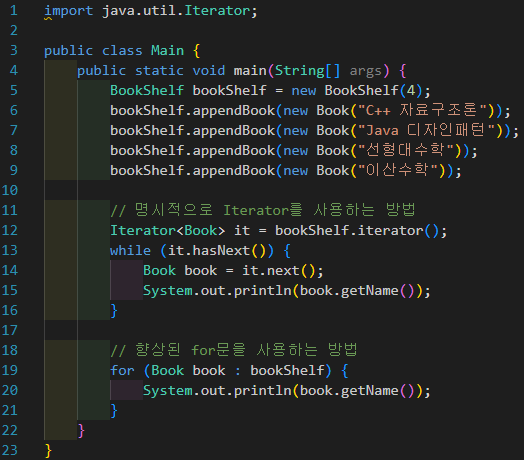 1 import java.util.Iterator;
2
3 public class Main {
4     public static void main(String[] args) {
5         BookShelf bookShelf = new BookShelf(4);
6         bookShelf.appendBook(new Book("C++ 자료구조론"));
7         bookShelf.appendBook(new Book("Java 디자인패턴"));
8         bookShelf.appendBook(new Book("선형대수학"));
9         bookShelf.appendBook(new Book("이산수학"));
10
11         // 명시적으로 Iterator를 사용하는 방법
12         Iterator<Book> it = bookShelf.iterator();
13         while (it.hasNext()) {
14             Book book = it.next();
15             System.out.println(book.getName());
16         }
17
18         // 향상된 for문을 사용하는 방법
19         for (Book book : bookShelf) {
20             System.out.println(book.getName());
21         }
22     }
23 }